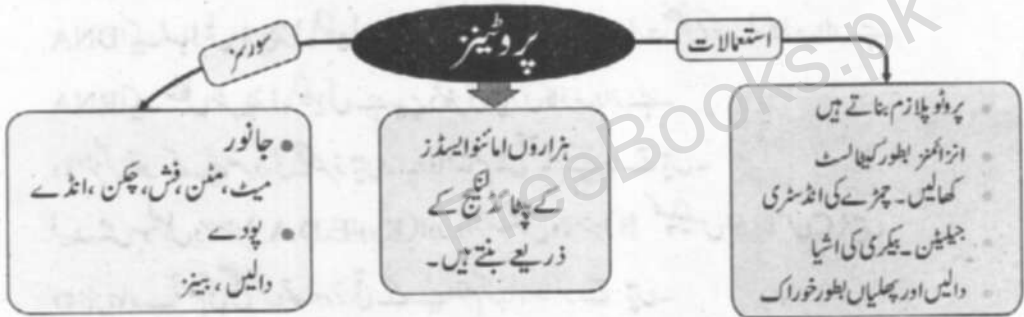 پروٹینز
سورس
استعمالات
• جانور
میٹ، مٹن، فش، چکن، انڈے
• پودے
دالیں، بینز
ہزاروں امائنو ایسڈز
کے پپٹائڈ لنکیج کے
ذریعے بنتے ہیں۔
• پروٹوپلازم بناتے ہیں
• انزائمز بطور کیٹالسٹ
• کھالیں۔ چمڑے کی انڈسٹری
• جیلیٹن۔ بیکری کی اشیا
• دالیں اور پھلیاں بطور خوراک
FreeBooks.pk